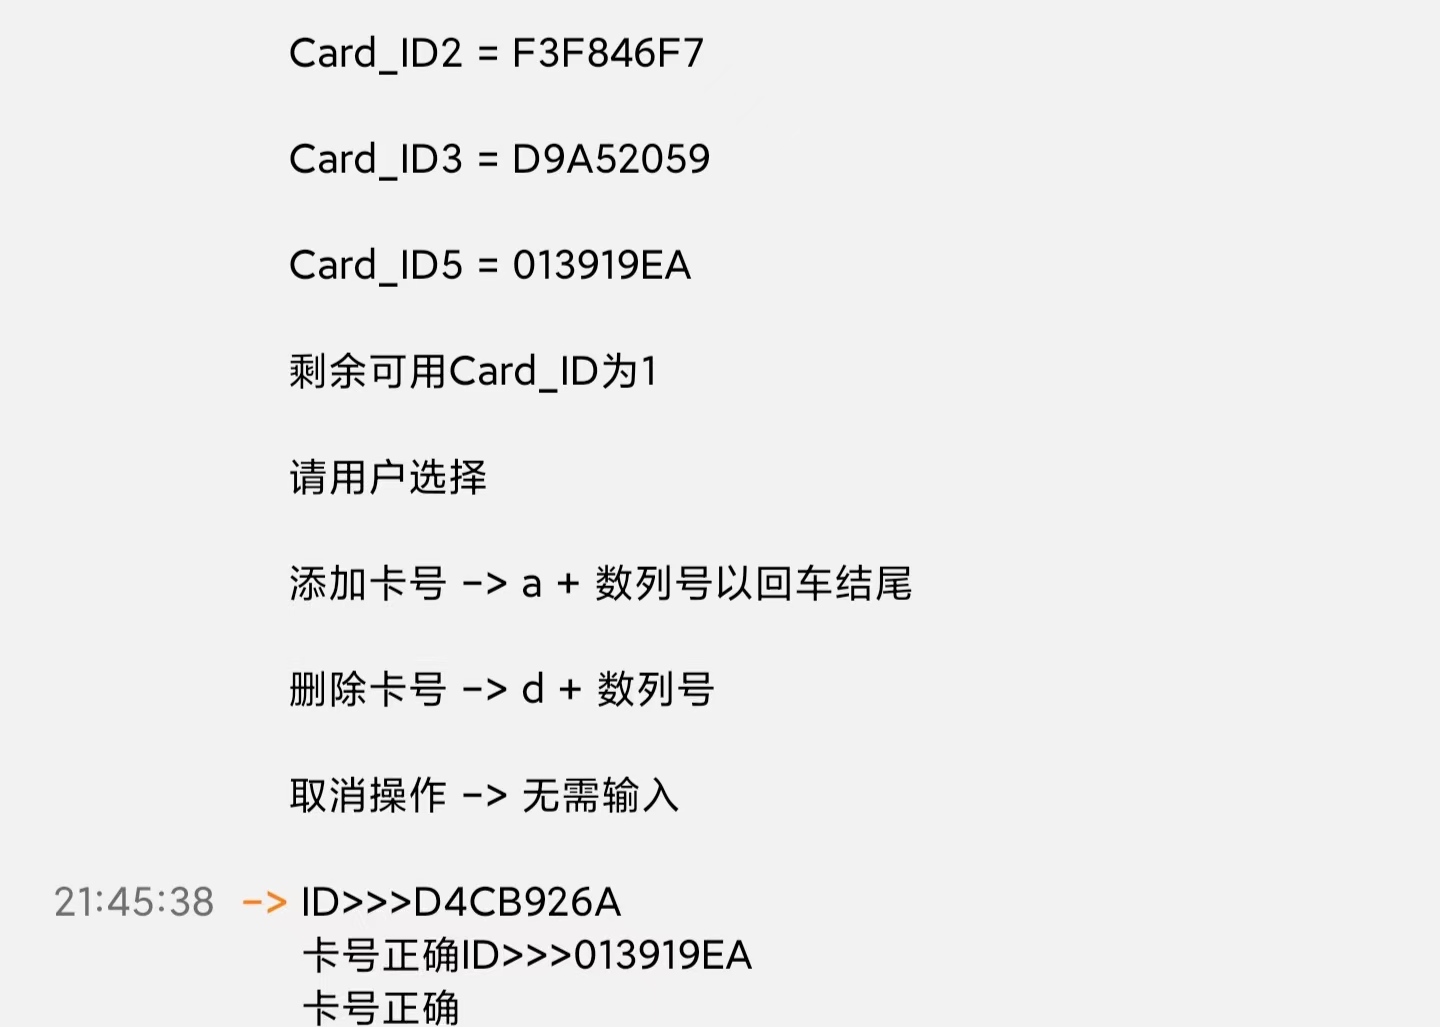 Card_ID2 = F3F846F7
Card_ID3 = D9A52059
Card_ID5 = 013919EA
剩余可用Card_ID为1
请用户选择
添加卡号 -> a + 数列号以回车结尾
删除卡号 -> d + 数列号
取消操作 -> 无需输入
21:45:38 -> ID>>>D4CB926A
卡号正确ID>>>013919EA
卡号正确